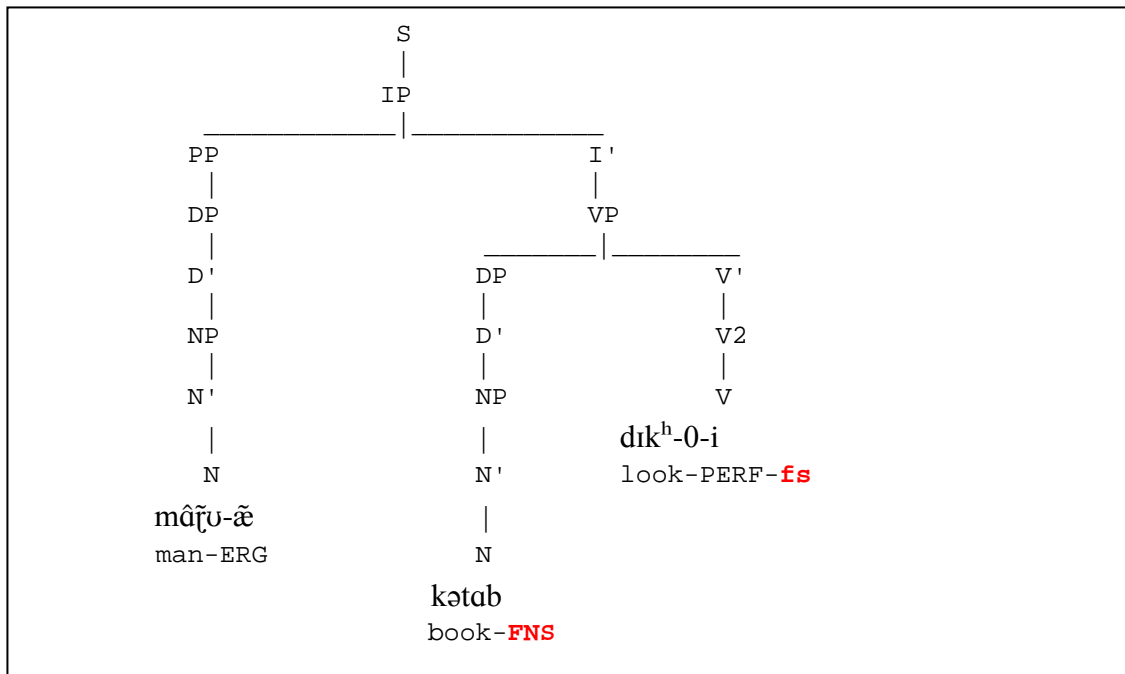 S
IP
PP I'
DP VP
D' DP V'
NP D' V2
N' NP V
dɪkʰ-0-i
N N' look-PERF-fs
mɑ̂ɽ̃ʊ-æ̃
man-ERG N
kətɑb
book-FNS